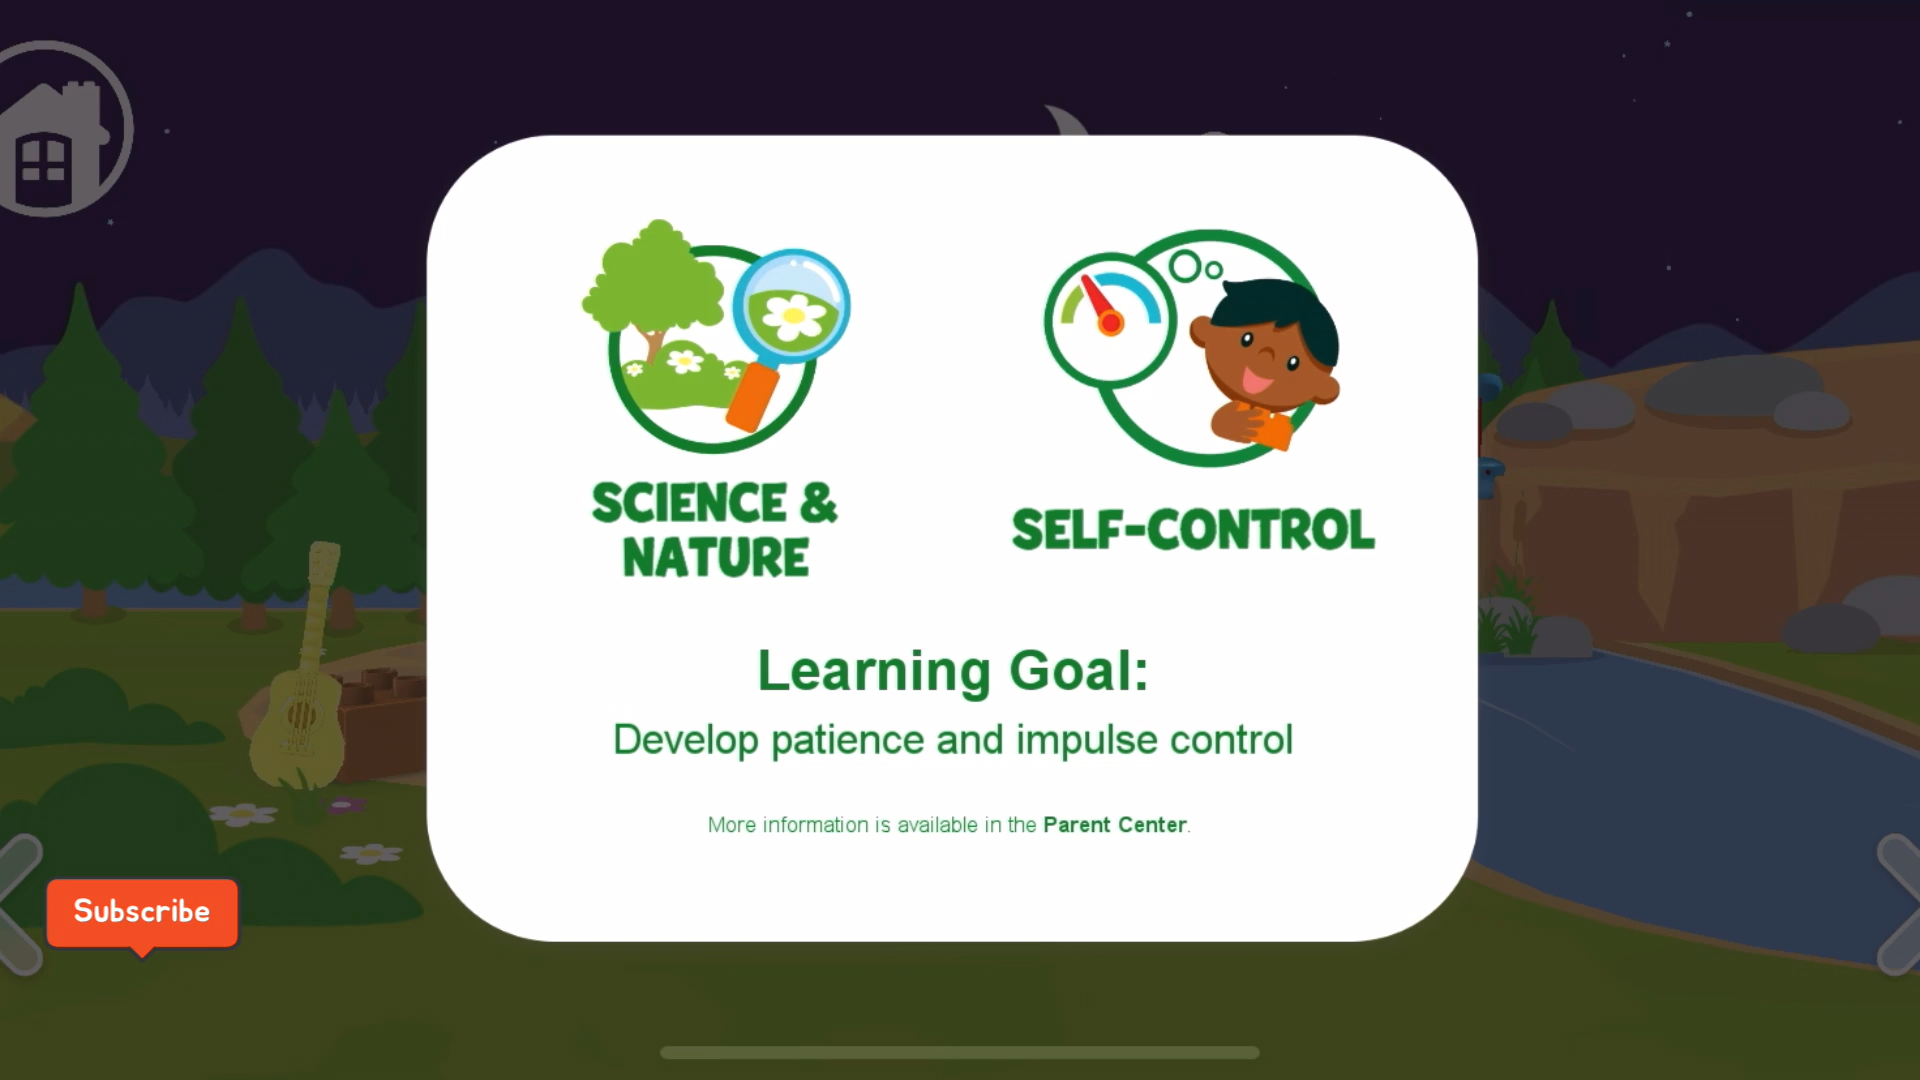 SCIENCE &
NATURE
SELF-CONTROL
Learning Goal:
Develop patience and impulse control
More information is available in the Parent Center.
Subscribe